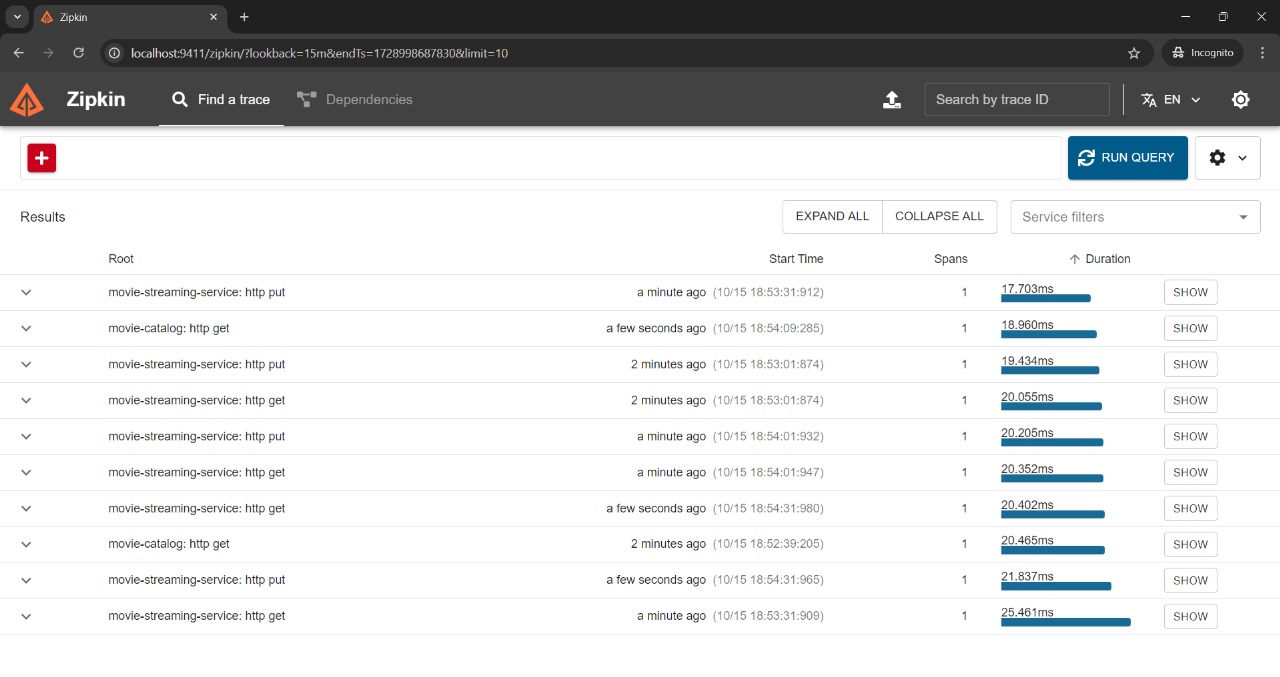 Zipkin
localhost:9411/zipkin/?lookback=15m&endTs=1728998687830&limit=10
Incognito
Zipkin
Find a trace
Dependencies
Search by trace ID
EN
RUN QUERY
Results
EXPAND ALL
COLLAPSE ALL
Service filters
Root Start Time Spans Duration
movie-streaming-service: http put a minute ago (10/15 18:53:31:912) 1 17.703ms SHOW
movie-catalog: http get a few seconds ago (10/15 18:54:09:285) 1 18.960ms SHOW
movie-streaming-service: http put 2 minutes ago (10/15 18:53:01:874) 1 19.434ms SHOW
movie-streaming-service: http get 2 minutes ago (10/15 18:53:01:874) 1 20.055ms SHOW
movie-streaming-service: http put a minute ago (10/15 18:54:01:932) 1 20.205ms SHOW
movie-streaming-service: http get a minute ago (10/15 18:54:01:947) 1 20.352ms SHOW
movie-streaming-service: http get a few seconds ago (10/15 18:54:31:980) 1 20.402ms SHOW
movie-catalog: http get 2 minutes ago (10/15 18:52:39:205) 1 20.465ms SHOW
movie-streaming-service: http put a few seconds ago (10/15 18:54:31:965) 1 21.837ms SHOW
movie-streaming-service: http get a minute ago (10/15 18:53:31:909) 1 25.461ms SHOW